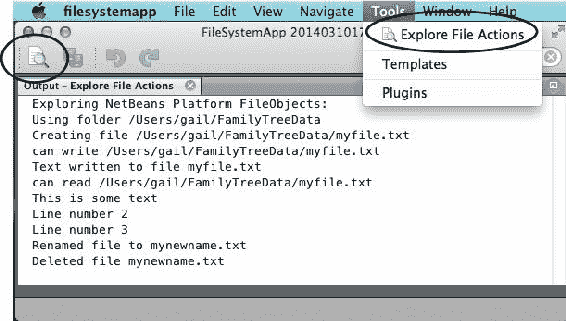 filesystemapp File Edit View Navigate Tools Window Help
FileSystemApp 2014031017
Explore File Actions
Templates
Plugins
Output – Explore File Actions
Exploring NetBeans Platform FileObjects:
Using folder /Users/gail/FamilyTreeData
Creating file /Users/gail/FamilyTreeData/myfile.txt
can write /Users/gail/FamilyTreeData/myfile.txt
Text written to file myfile.txt
can read /Users/gail/FamilyTreeData/myfile.txt
This is some text
Line number 2
Line number 3
Renamed file to mynewname.txt
Deleted file mynewname.txt